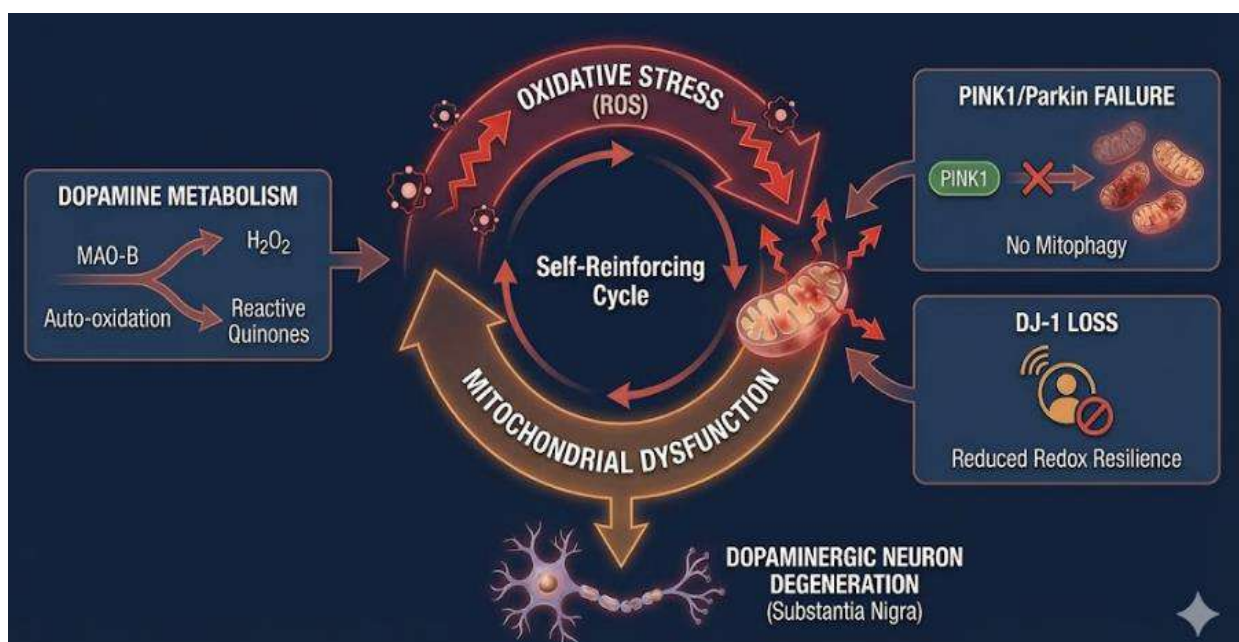 OXIDATIVE STRESS
(ROS)
DOPAMINE METABOLISM
MAO-B
H₂O₂
Auto-oxidation
Reactive
Quinones
Self-Reinforcing
Cycle
MITOCHONDRIAL DYSFUNCTION
PINK1/Parkin FAILURE
PINK1
No Mitophagy
DJ-1 LOSS
Reduced Redox Resilience
DOPAMINERGIC NEURON
DEGENERATION
(Substantia Nigra)